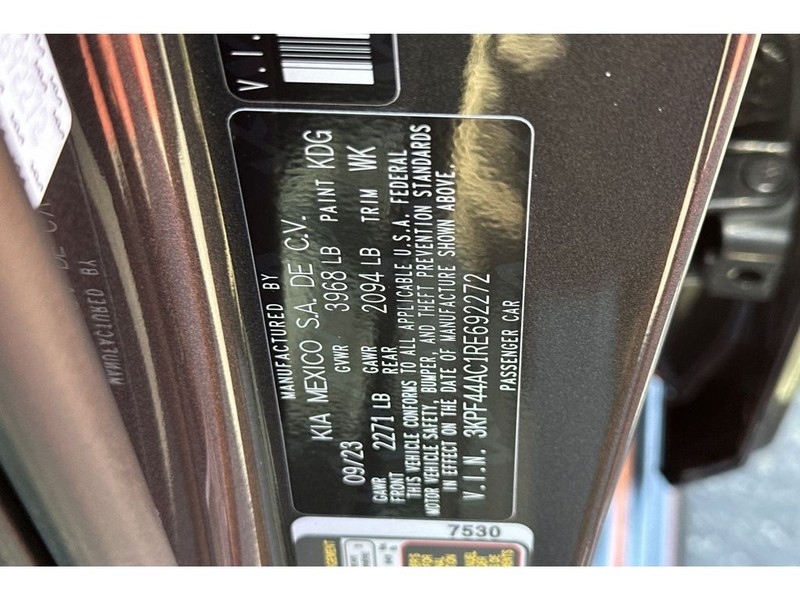 V.I.
MANUFACTURED BY
KIA MEXICO S.A. DE C.V.
09/23 GVWR 3968 LB PAINT KDG
GAWR FRONT 2271 LB GAWR REAR 2094 LB TRIM WK
THIS VEHICLE CONFORMS TO ALL APPLICABLE U.S.A. FEDERAL
MOTOR VEHICLE SAFETY, BUMPER, AND THEFT PREVENTION STANDARDS
IN EFFECT ON THE DATE OF MANUFACTURE SHOWN ABOVE.
V.I.N. 3KPF44AC1RE692272
PASSENGER CAR
7530
MANUFACTURED BY